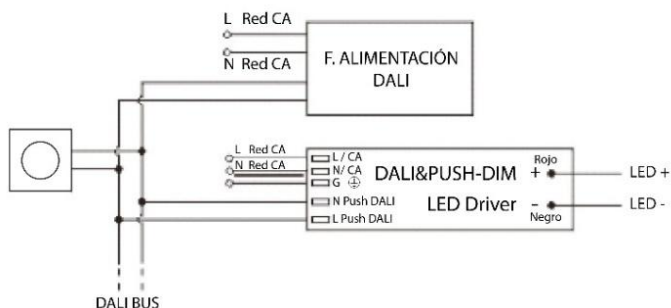 L Red CA
N Red CA
F. ALIMENTACIÓN
DALI
L Red CA
N Red CA
L / CA
N/ CA
G
N Push DALI
L Push DALI
DALI&PUSH-DIM
LED Driver
Rojo
+
-
Negro
LED +
LED -
DALI BUS